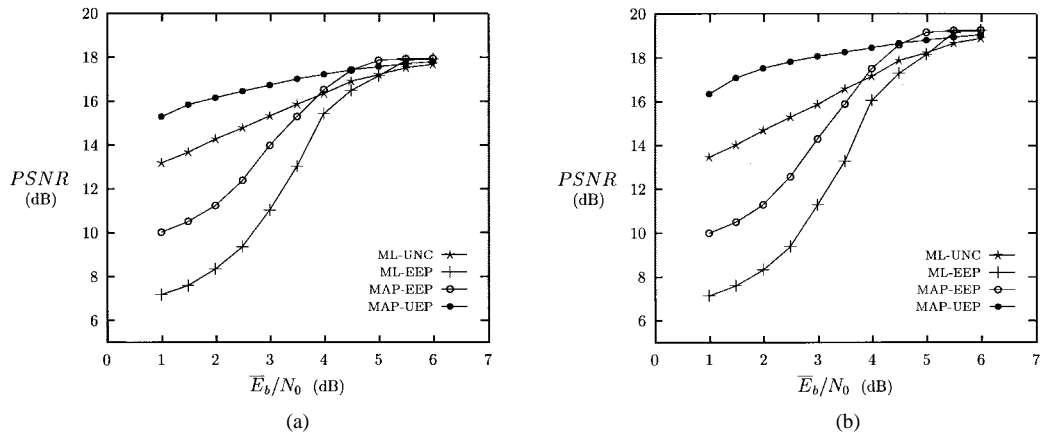 20
18
16
14
12
10
8
6
PSNR
(dB)
ML-UNC
ML-EEP
MAP-EEP
MAP-UEP
0 1 2 3 4 5 6 7
E̅_b/N_0 (dB)
(a)
20
18
16
14
12
10
8
6
PSNR
(dB)
ML-UNC
ML-EEP
MAP-EEP
MAP-UEP
0 1 2 3 4 5 6 7
E̅_b/N_0 (dB)
(b)